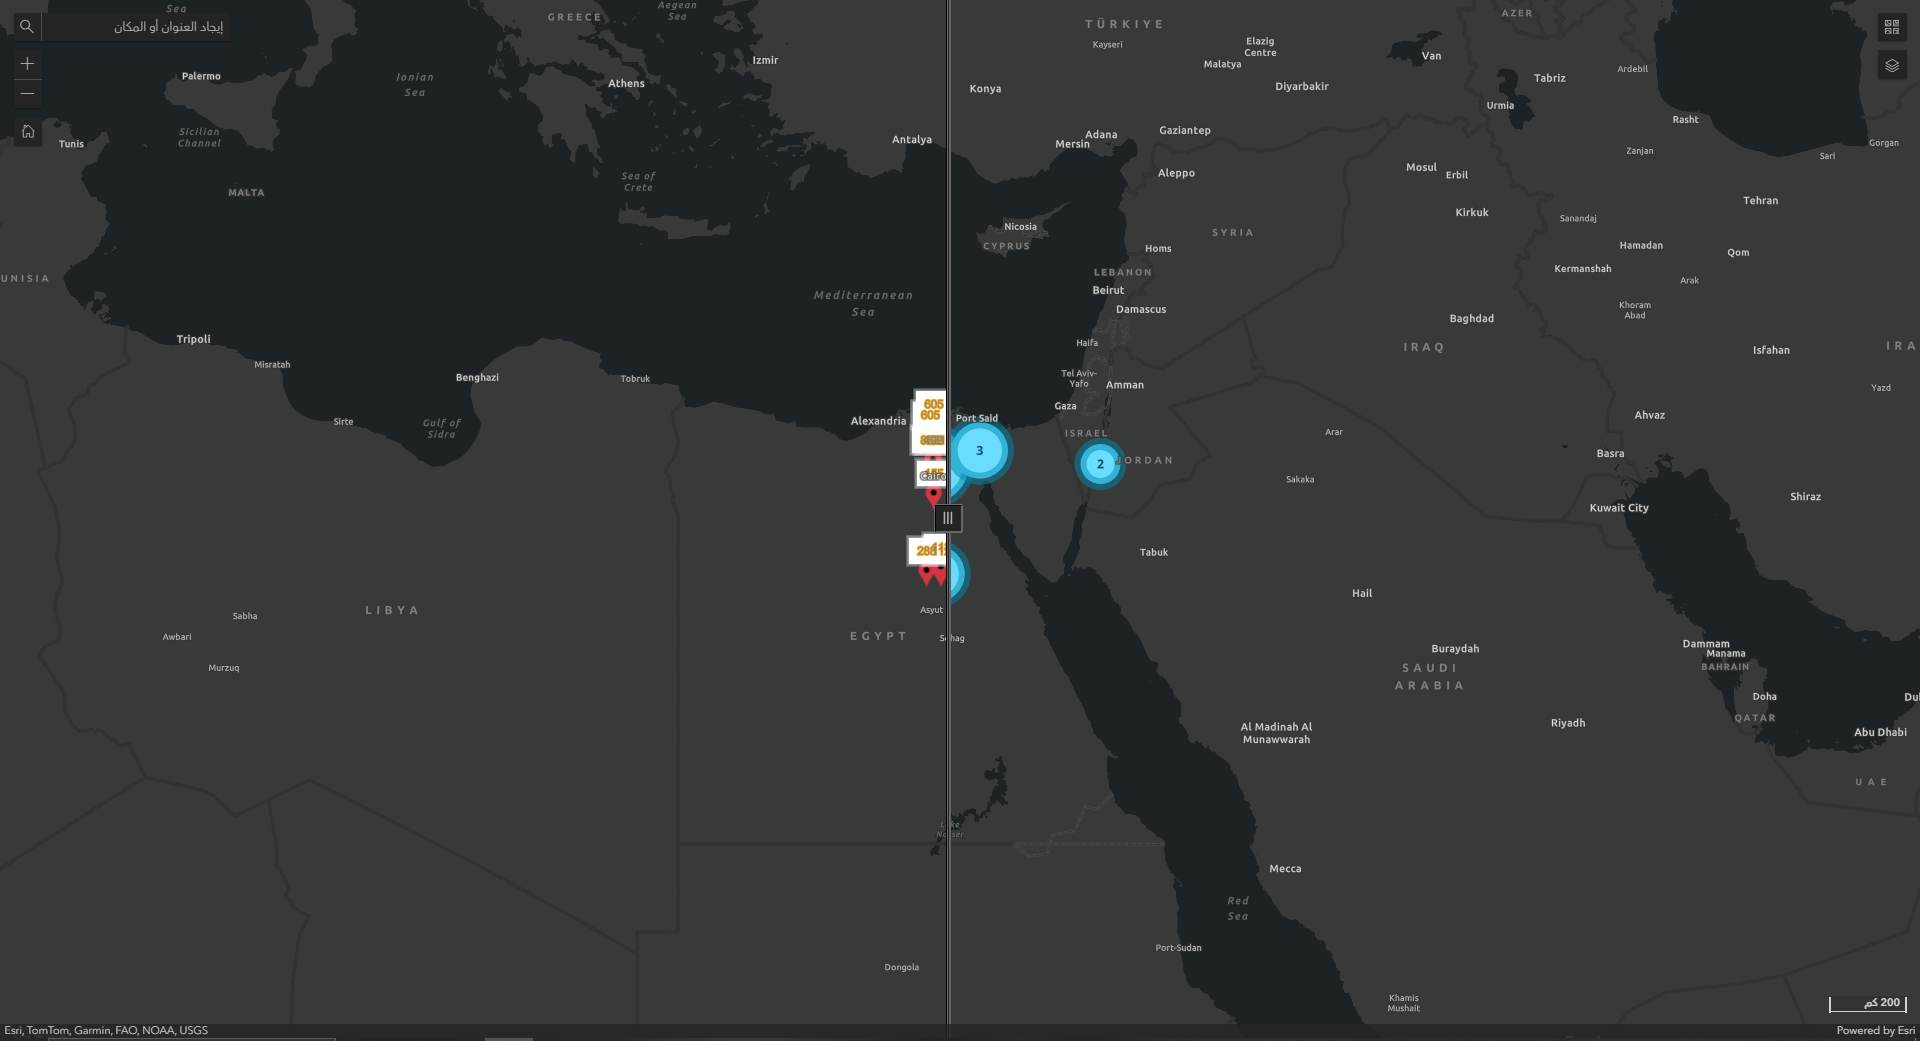 إيجاد العنوان أو المكان
Sea
GREECE
Aegean
Sea
TÜRKIYE
AZER
Kayseri
Elazig
Centre
Malatya
Van
Izmir
Palermo
Ionian
Sea
Athens
Konya
Diyarbakir
Tabriz
Ardebil
Urmia
Rasht
Sicilian
Channel
Tunis
Antalya
Adana
Mersin
Gaziantep
Zanjan
Sari
Gorgan
Sea of
Crete
Aleppo
Mosul
Erbil
MALTA
Tehran
Kirkuk
Sanandaj
Nicosia
CYPRUS
SYRIA
Homs
Hamadan
Qom
UNISIA
LEBANON
Beirut
Kermanshah
Arak
Mediterranean
Sea
Damascus
Khoram
Abad
Baghdad
Tripoli
Haifa
IRAQ
Isfahan
IRA
Misratah
Benghazi
Tobruk
Tel Aviv-
Yafo
Amman
Yazd
605
605
Gaza
Ahvaz
Sirte
Gulf of
Sidra
Alexandria
Port Said
ISRAEL
Arar
3
2
JORDAN
Basra
Cairo
Sakaka
Shiraz
Kuwait City
Tabuk
Hail
Asyut
LIBYA
Sabha
Awbari
EGYPT
Sohag
Murzuq
Buraydah
Dammam
Manama
BAHRAIN
SAUDI
ARABIA
Doha
Du
QATAR
Riyadh
Al Madinah Al
Munawwarah
Abu Dhabi
UAE
Lake
Nasser
Mecca
Red
Sea
Port-Sudan
Dongola
Khamis
Mushait
200 كم
Esri, TomTom, Garmin, FAO, NOAA, USGS
Powered by Esri